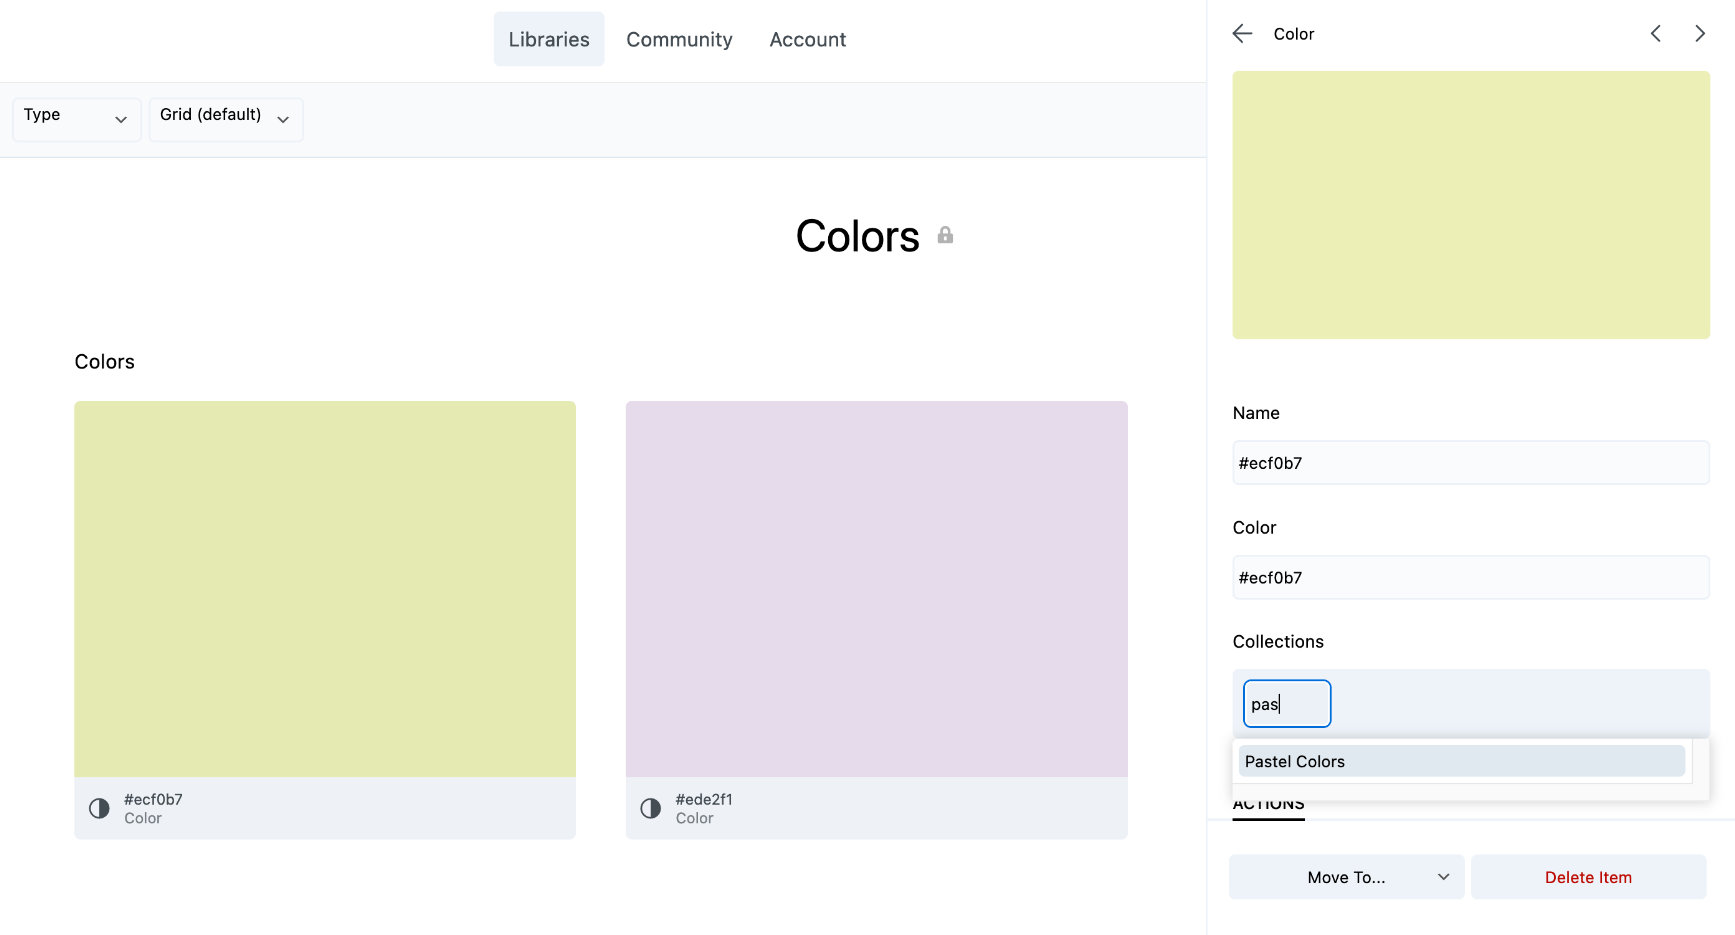 Libraries Community Account
Type
Grid (default)
Colors
Colors
#ecf0b7
Color
#ede2f1
Color
Color
Name
#ecf0b7
Color
#ecf0b7
Collections
pas
Pastel Colors
ACTIONS
Move To...
Delete Item